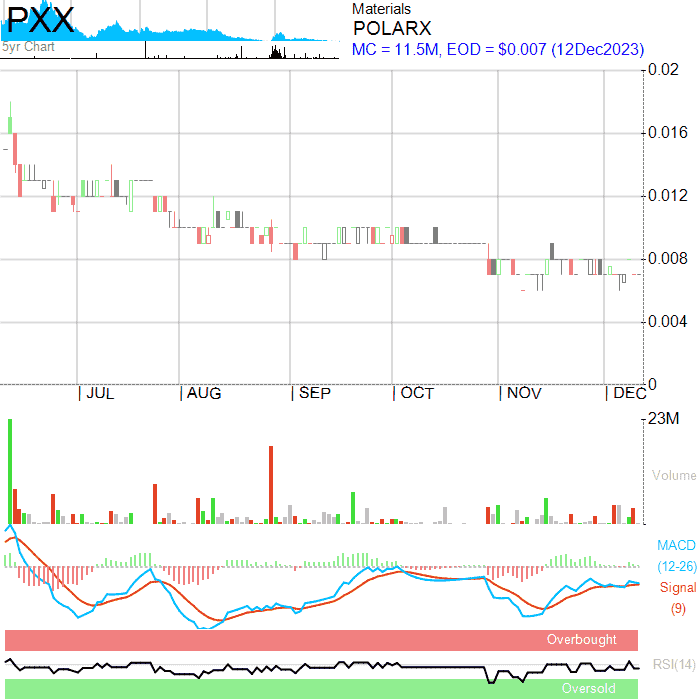 PXX
5yr Chart
Materials
POLARX
MC = 11.5M, EOD = $0.007 (12Dec2023)
0.02
0.016
0.012
0.008
0.004
0
JUL AUG SEP OCT NOV DEC
23M
Volume
MACD
(12-26)
Signal
(9)
Overbought
RSI(14)
Oversold